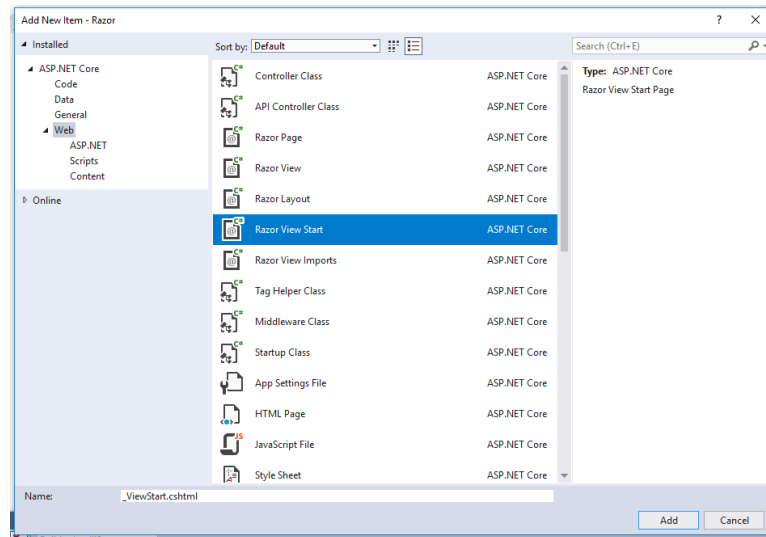 Add New Item - Razor
?
Installed
Sort by: Default
Search (Ctrl+E)
ASP.NET Core
Code
Data
General
Web
ASP.NET
Scripts
Content
Online
Controller Class ASP.NET Core
API Controller Class ASP.NET Core
Razor Page ASP.NET Core
Razor View ASP.NET Core
Razor Layout ASP.NET Core
Razor View Start ASP.NET Core
Razor View Imports ASP.NET Core
Tag Helper Class ASP.NET Core
Middleware Class ASP.NET Core
Startup Class ASP.NET Core
App Settings File ASP.NET Core
HTML Page ASP.NET Core
JavaScript File ASP.NET Core
Style Sheet ASP.NET Core
Type: ASP.NET Core
Razor View Start Page
Name: _ViewStart.cshtml
Add Cancel